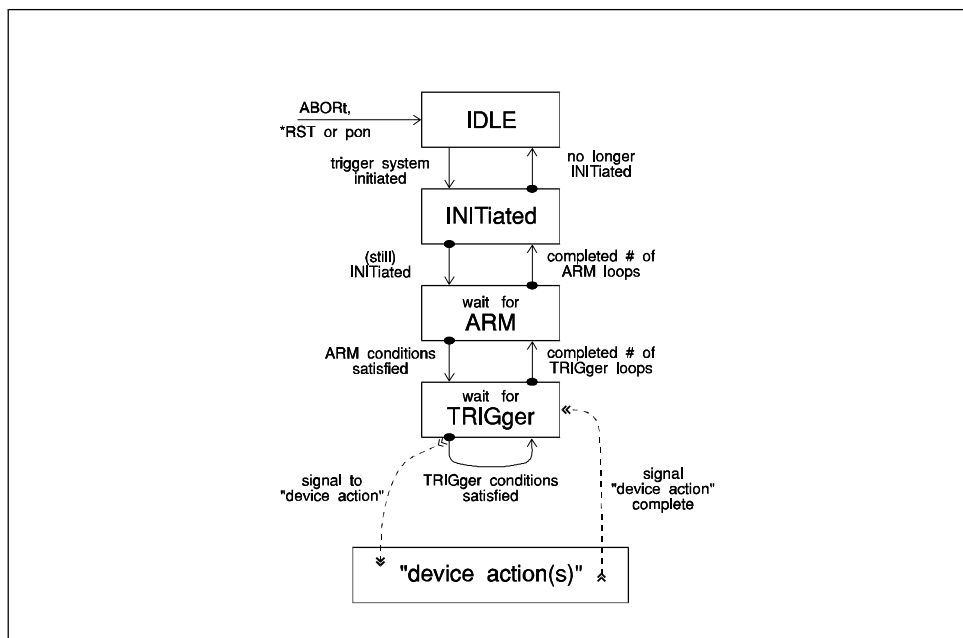 ABORt,
*RST or pon
IDLE
trigger system
initiated
no longer
INITiated
INITiated
(still)
INITiated
completed # of
ARM loops
wait for
ARM
ARM conditions
satisfied
completed # of
TRIGger loops
wait for
TRIGger
signal to
"device action"
TRIGger conditions
satisfied
signal
"device action"
complete
"device action(s)"